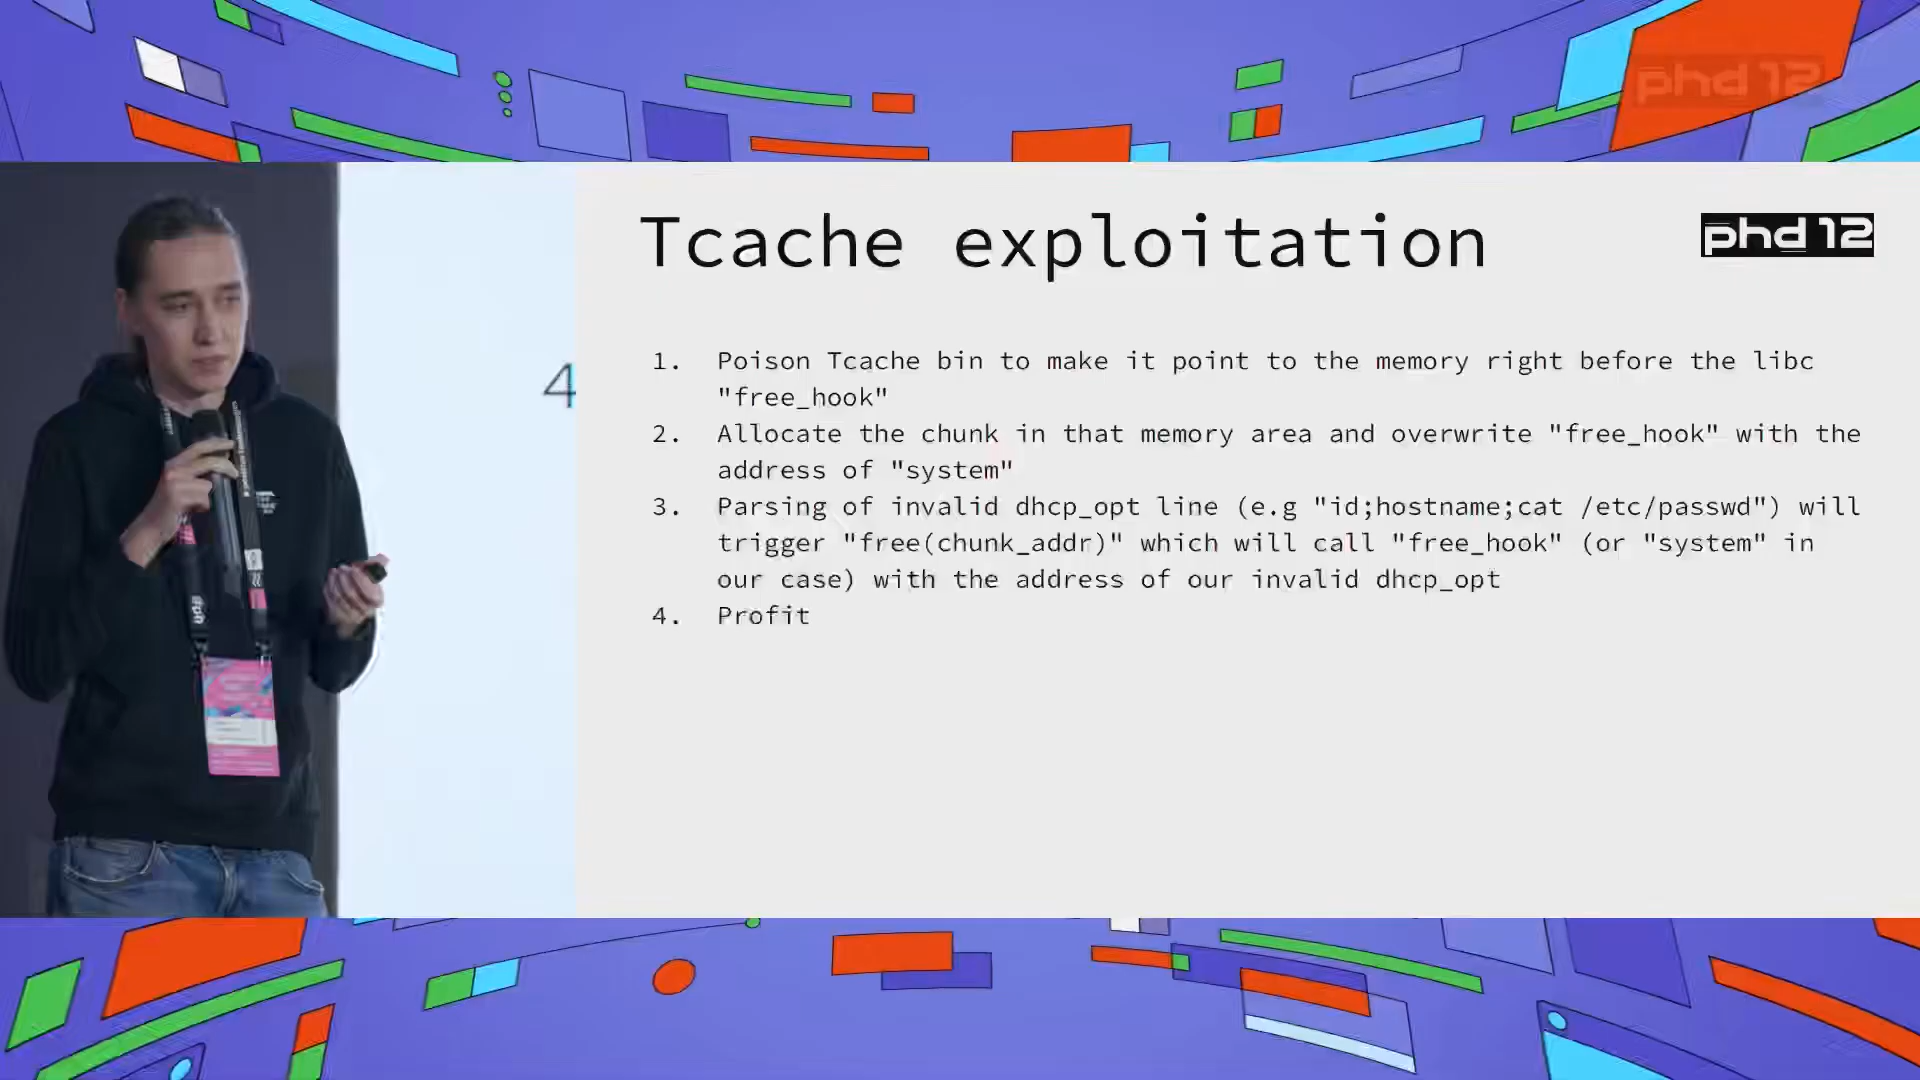 phd 12
Tcache exploitation
phd 12
4
1. Poison Tcache bin to make it point to the memory right before the libc
"free_hook"
2. Allocate the chunk in that memory area and overwrite "free_hook" with the
address of "system"
3. Parsing of invalid dhcp_opt line (e.g "id;hostname;cat /etc/passwd") will
trigger "free(chunk_addr)" which will call "free_hook" (or "system" in
our case) with the address of our invalid dhcp_opt
4. Profit